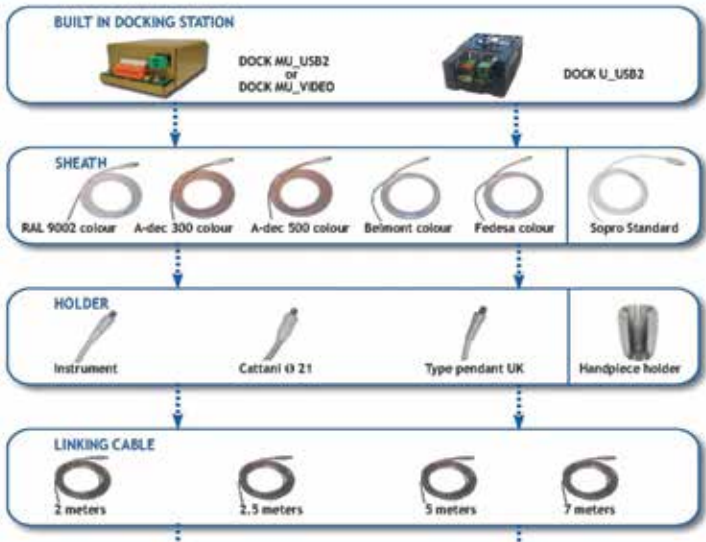 BUILT IN DOCKING STATION
DOCK MU_USB2
or
DOCK MU_VIDEO
DOCK U_USB2
SHEATH
RAL 9002 colour
A-dec 300 colour
A-dec 500 colour
Belmont colour
Fedesa colour
Sopro Standard
HOLDER
Instrument
Cattani Ø 21
Type pendant UK
Handpiece holder
LINKING CABLE
2 meters
2.5 meters
5 meters
7 meters